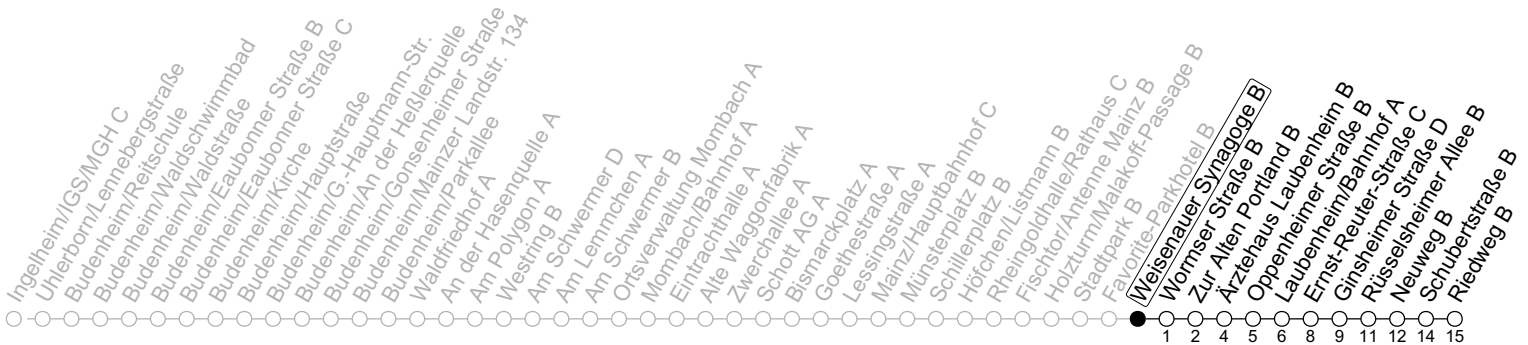 Ingelheim/IGS/MGH C
Uhlerborn/Lennebergstraße
Budenheim/Reitschule
Budenheim/Waldschwimmbad
Budenheim/Waldstraße
Budenheim/Eaubonner Straße B
Budenheim/Eaubonner Straße C
Budenheim/Kirche
Budenheim/Hauptstraße
Budenheim/G.-Hauptmann-Str.
Budenheim/An der Heßlerquelle
Budenheim/Gonsenheimer Straße
Budenheim/Mainzer Landstr. 134
Budenheim/Parkallee
Waldfriedhof A
An der Hasenquelle A
Am Polygon A
Westring B
Am Schwermer D
Am Lemmchen A
Am Schwermer B
Ortsverwaltung Mombach A
Mombach/Bahnhof A
Eintrachthalle A
Alte Waggonfabrik A
Zwerchallee A
Schott AG A
Bismarckplatz A
Goethestraße A
Lessingstraße A
Mainz/Hauptbahnhof C
Münsterplatz B
Schillerplatz B
Höfchen/Listmann B
Rheingoldhalle/Rathaus C
Fischtor/Antenne Mainz B
Holzturm/Malakoff-Passage B
Stadtpark B
Favorite-Parkhotel B
Weisenauer Synagoge B
Wormser Straße B
Zur Alten Portland B
Ärztehaus Laubenheim B
Oppenheimer Straße B
Laubenheim/Bahnhof A
Ernst-Reuter-Straße C
Ginsheimer Straße D
Rüsselsheimer Allee B
Neuweg B
Schubertstraße B
Riedweg B
1 2 4 5 6 8 9 11 12 14 15